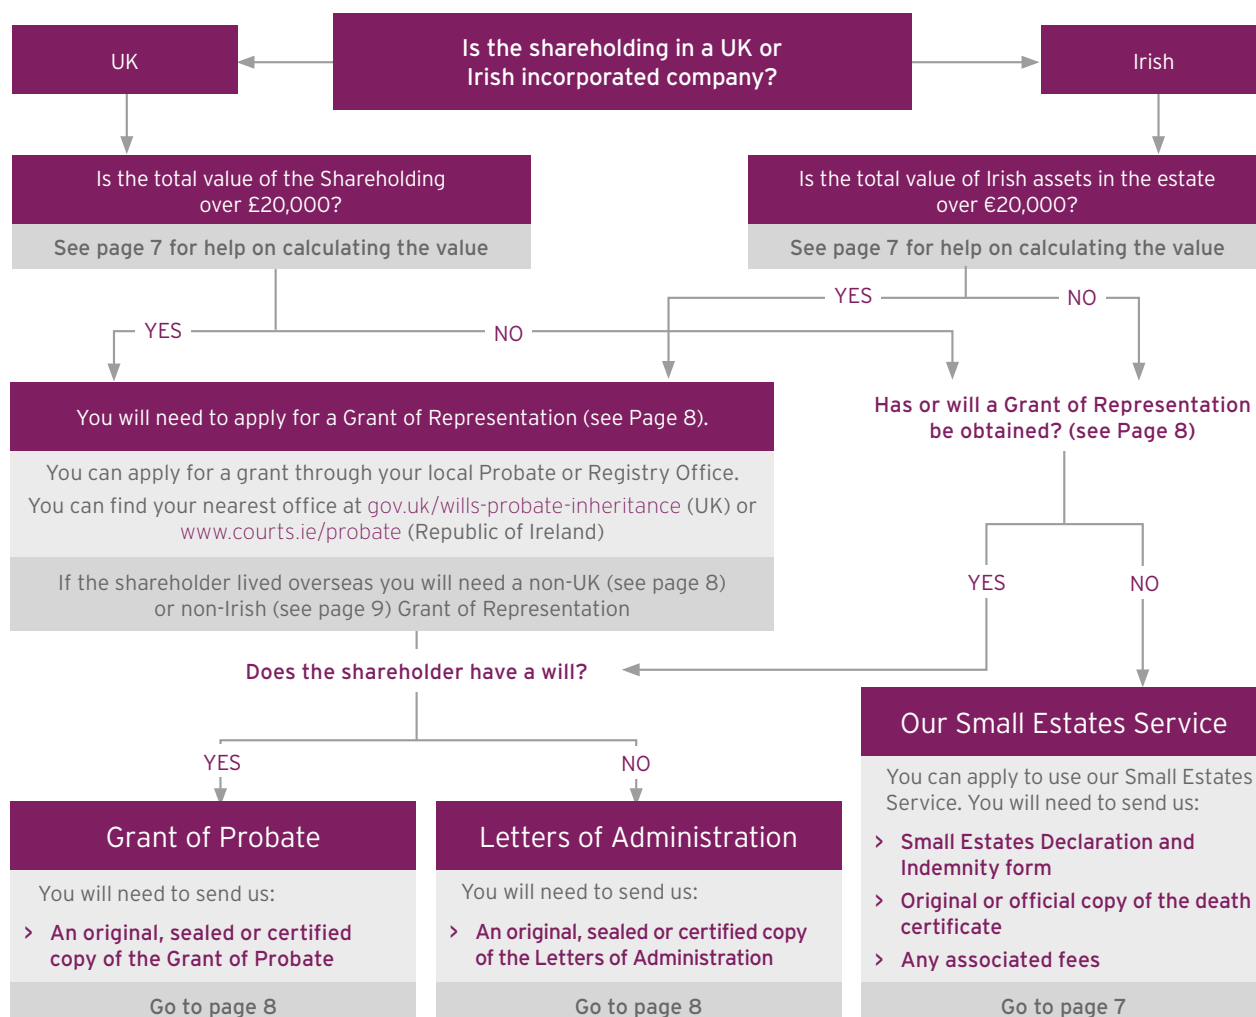 Is the shareholding in a UK or
Irish incorporated company?
UK
Irish
Is the total value of the Shareholding
over £20,000?
See page 7 for help on calculating the value
Is the total value of Irish assets in the estate
over €20,000?
See page 7 for help on calculating the value
YES
NO
YES
NO
You will need to apply for a Grant of Representation (see Page 8).
You can apply for a grant through your local Probate or Registry Office.
You can find your nearest office at gov.uk/wills-probate-inheritance (UK) or
www.courts.ie/probate (Republic of Ireland)
If the shareholder lived overseas you will need a non-UK (see page 8)
or non-Irish (see page 9) Grant of Representation
Has or will a Grant of Representation
be obtained? (see Page 8)
YES
NO
Does the shareholder have a will?
YES
NO
Grant of Probate
You will need to send us:
> An original, sealed or certified
copy of the Grant of Probate
Go to page 8
Letters of Administration
You will need to send us:
> An original, sealed or certified copy
of the Letters of Administration
Go to page 8
Our Small Estates Service
You can apply to use our Small Estates
Service. You will need to send us:
> Small Estates Declaration and
Indemnity form
> Original or official copy of the death
certificate
> Any associated fees
Go to page 7